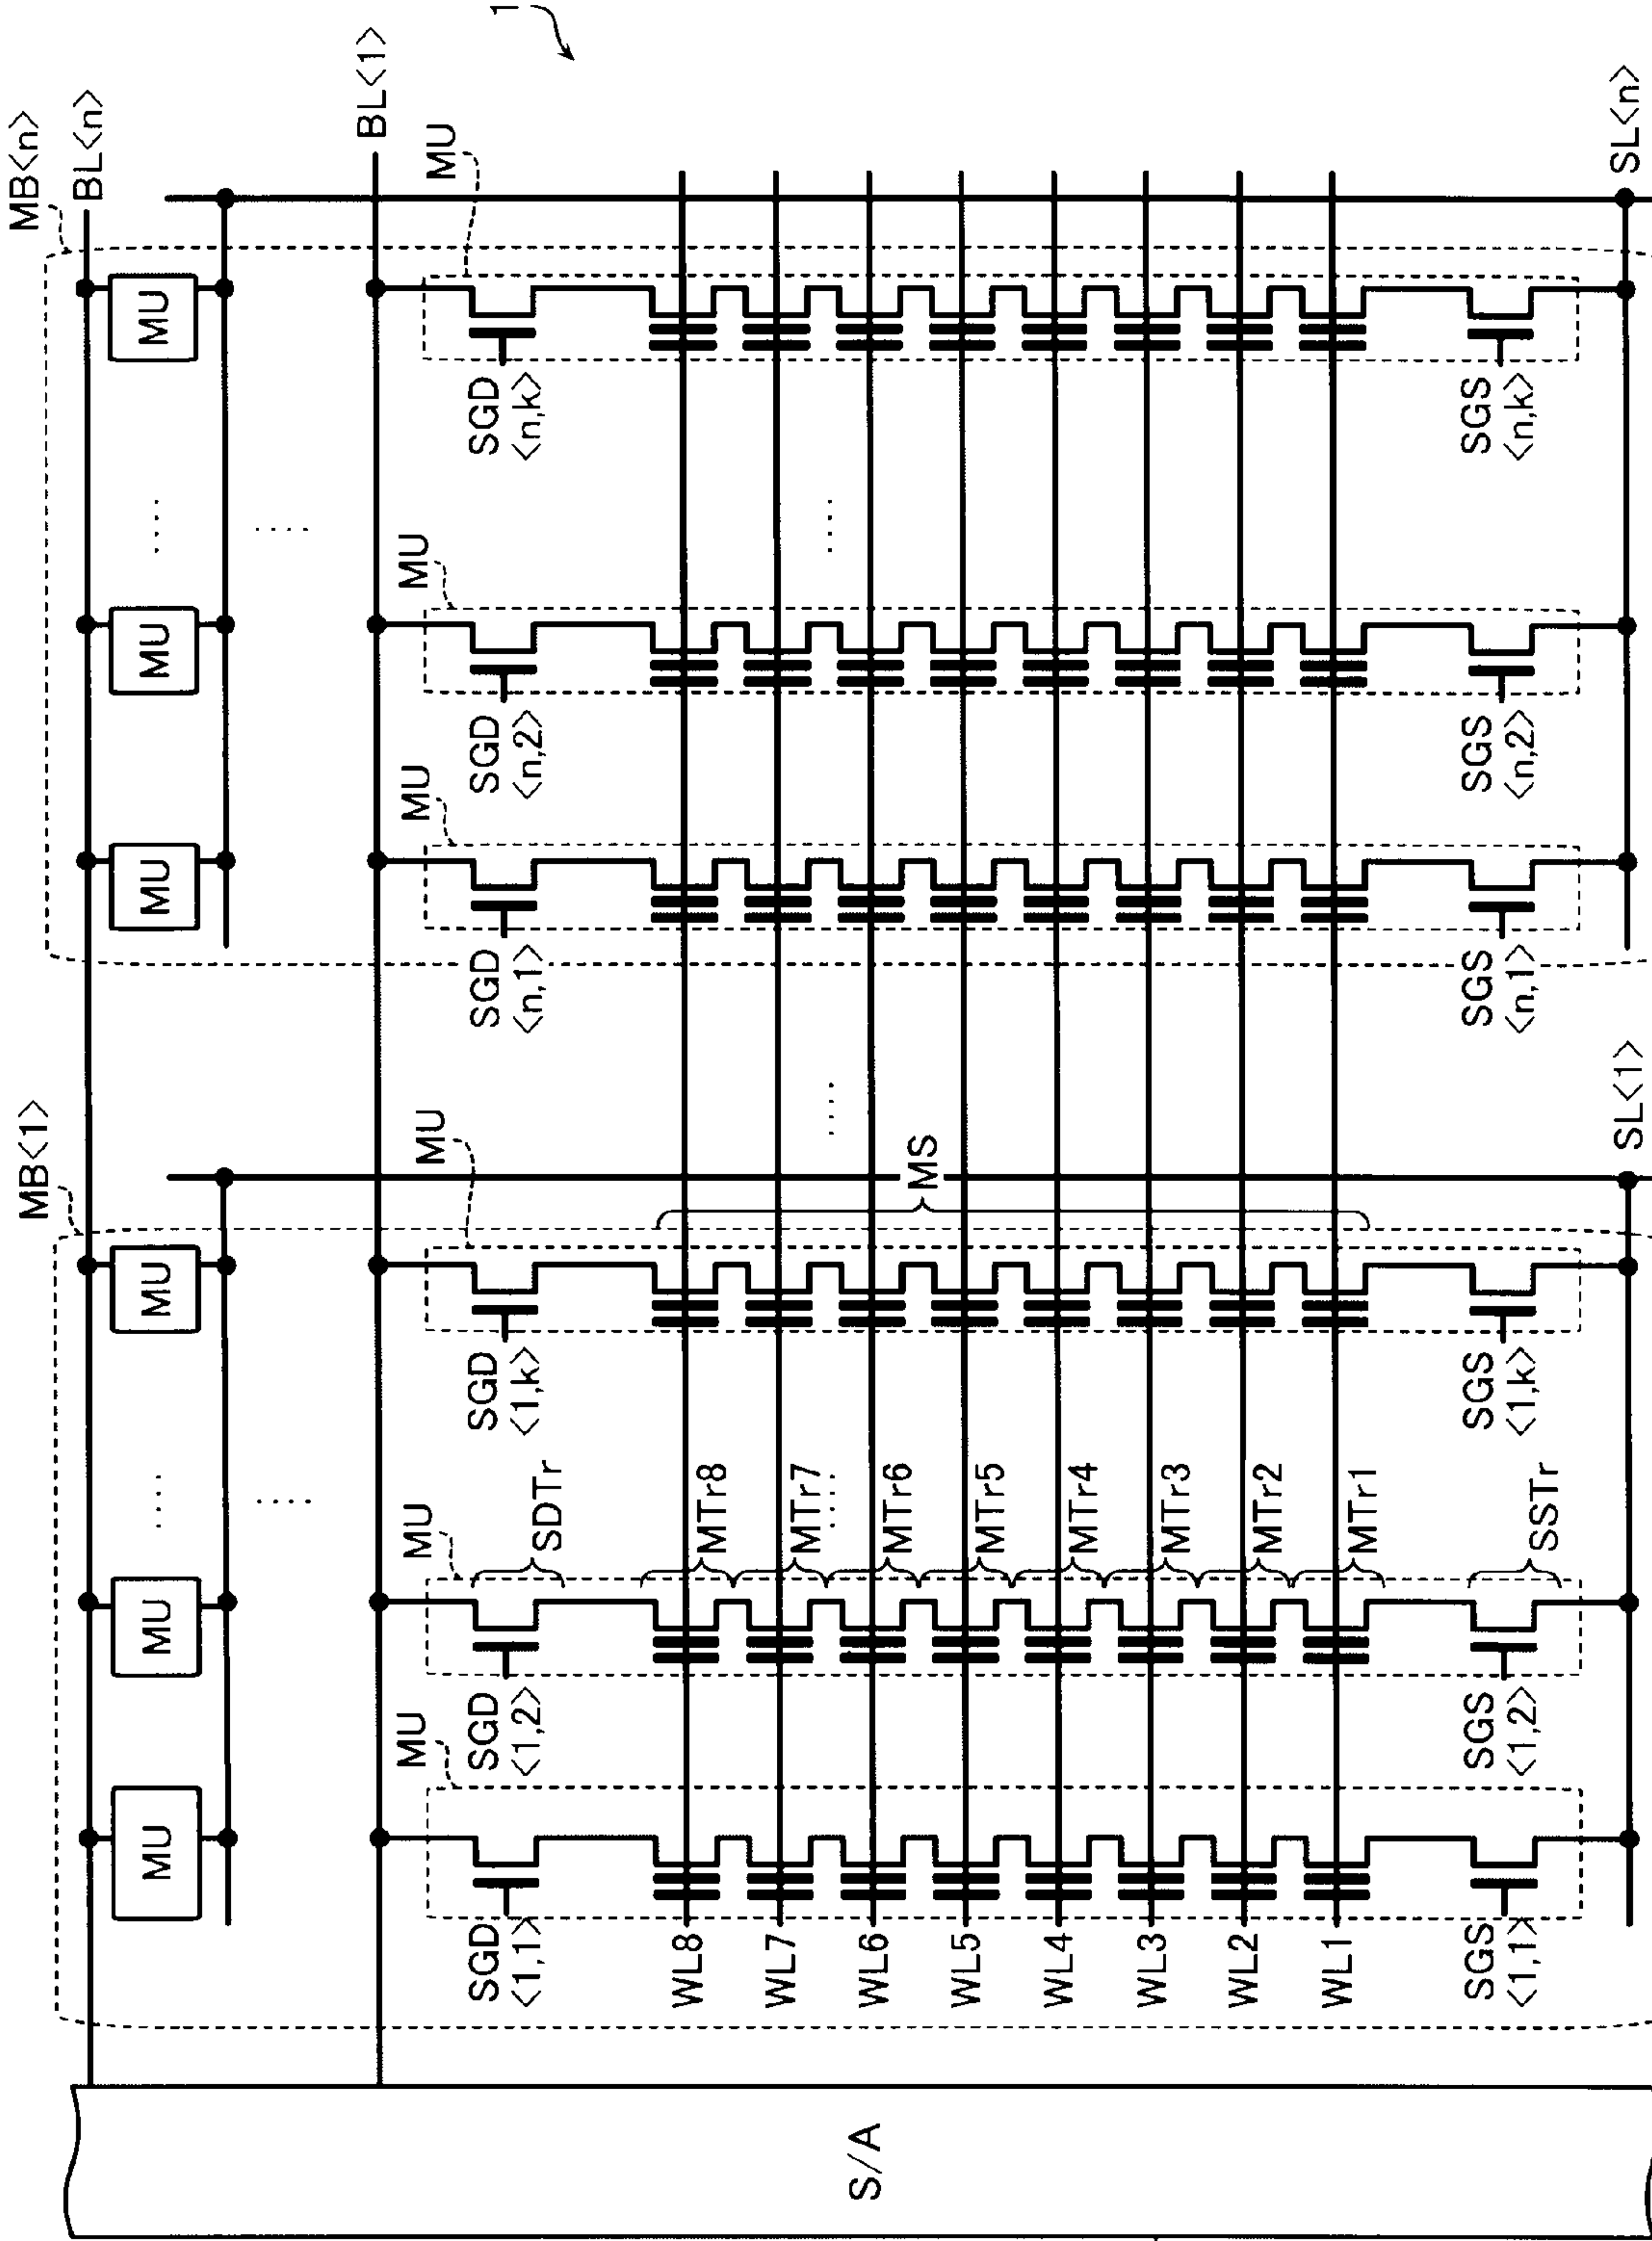 MB<1>
MB<n>
BL<n>
MU
MU
....
MU
MU
MU
....
MU
....
....
BL<1>
MU
MU
MU
MU
MU
MU
1
SGD
<1,1>
SGD
<1,2>
SDTr
SGD
<1,k>
SGD
<n,1>
SGD
<n,2>
SGD
<n,k>
WL8
MTr8
WL7
MTr7
....
....
....
S/A
WL6
MTr6
MS
WL5
MTr5
WL4
MTr4
WL3
MTr3
WL2
MTr2
WL1
MTr1
SGS
<1,1>
SGS
<1,2>
SSTr
SGS
<1,k>
SGS
<n,1>
SGS
<n,2>
SGS
<n,k>
SL<1>
SL<n>